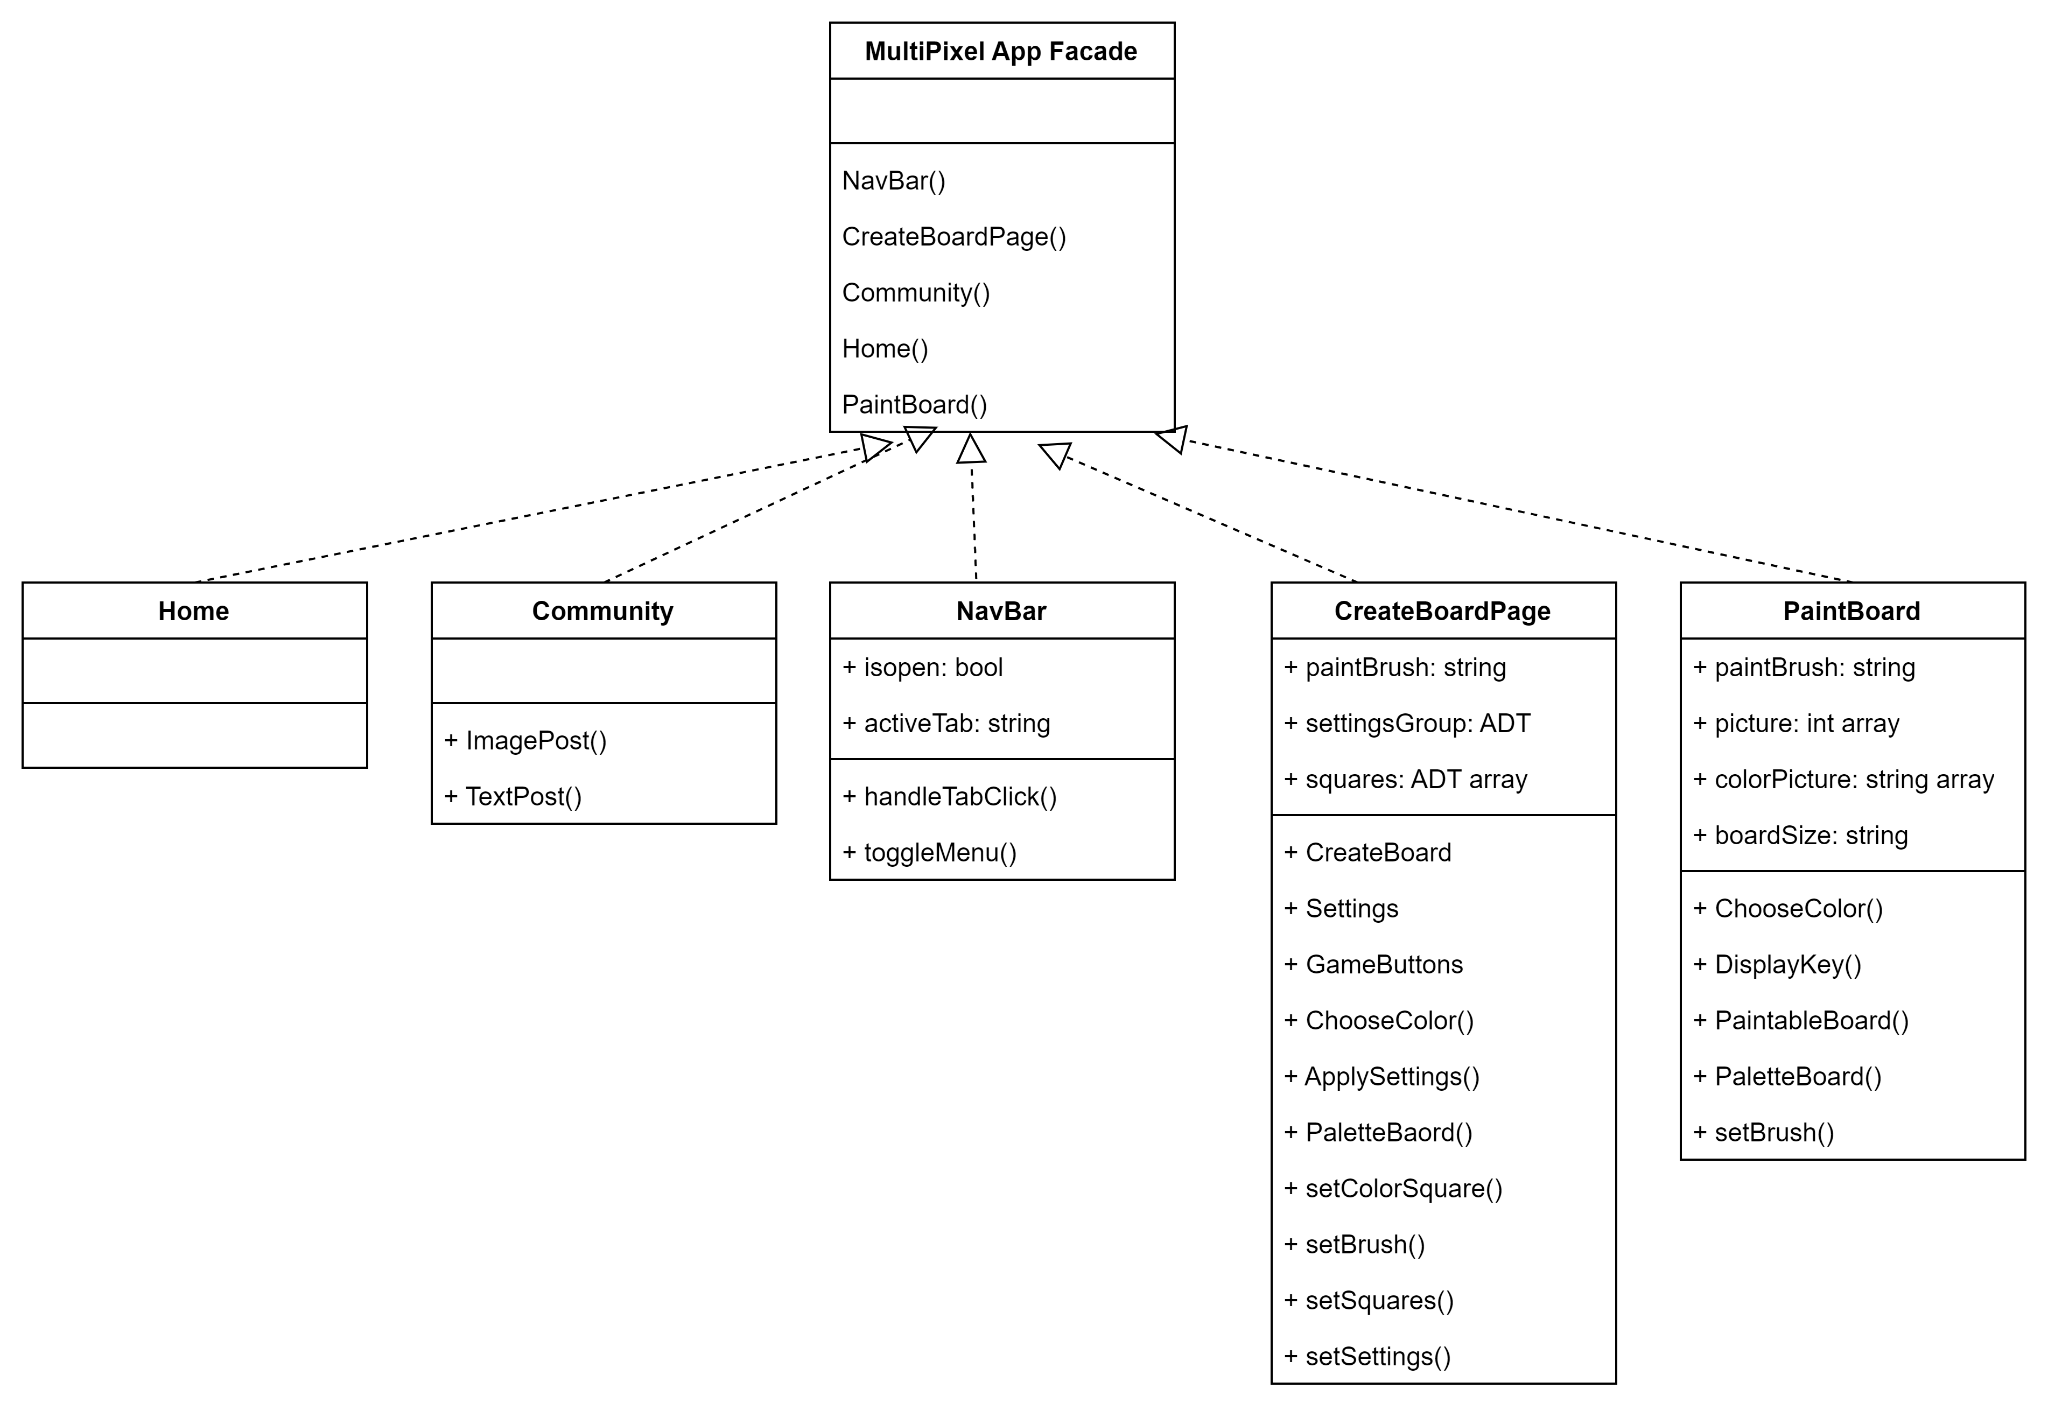 MultiPixel App Facade
NavBar()
CreateBoardPage()
Community()
Home()
PaintBoard()
Home
Community
+ ImagePost()
+ TextPost()
NavBar
+ isopen: bool
+ activeTab: string
+ handleTabClick()
+ toggleMenu()
CreateBoardPage
+ paintBrush: string
+ settingsGroup: ADT
+ squares: ADT array
+ CreateBoard
+ Settings
+ GameButtons
+ ChooseColor()
+ ApplySettings()
+ PaletteBaord()
+ setColorSquare()
+ setBrush()
+ setSquares()
+ setSettings()
PaintBoard
+ paintBrush: string
+ picture: int array
+ colorPicture: string array
+ boardSize: string
+ ChooseColor()
+ DisplayKey()
+ PaintableBoard()
+ PaletteBoard()
+ setBrush()